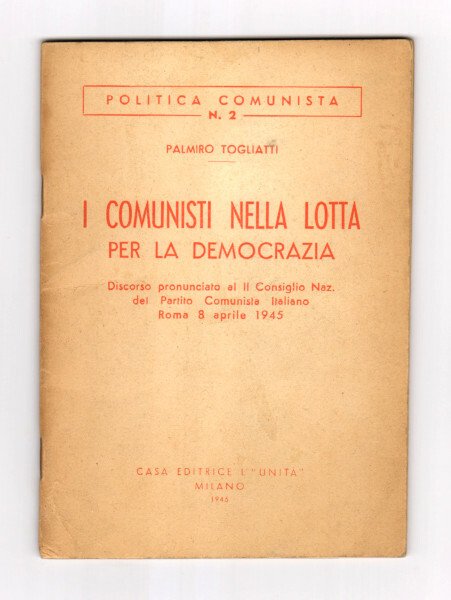 POLITICA COMUNISTA
N. 2
PALMIRO TOGLIATTI
I COMUNISTI NELLA LOTTA
PER LA DEMOCRAZIA
Discorso pronunciato al II Consiglio Naz.
del Partito Comunista Italiano
Roma 8 aprile 1945
CASA EDITRICE L'"UNITÀ"
MILANO
1945